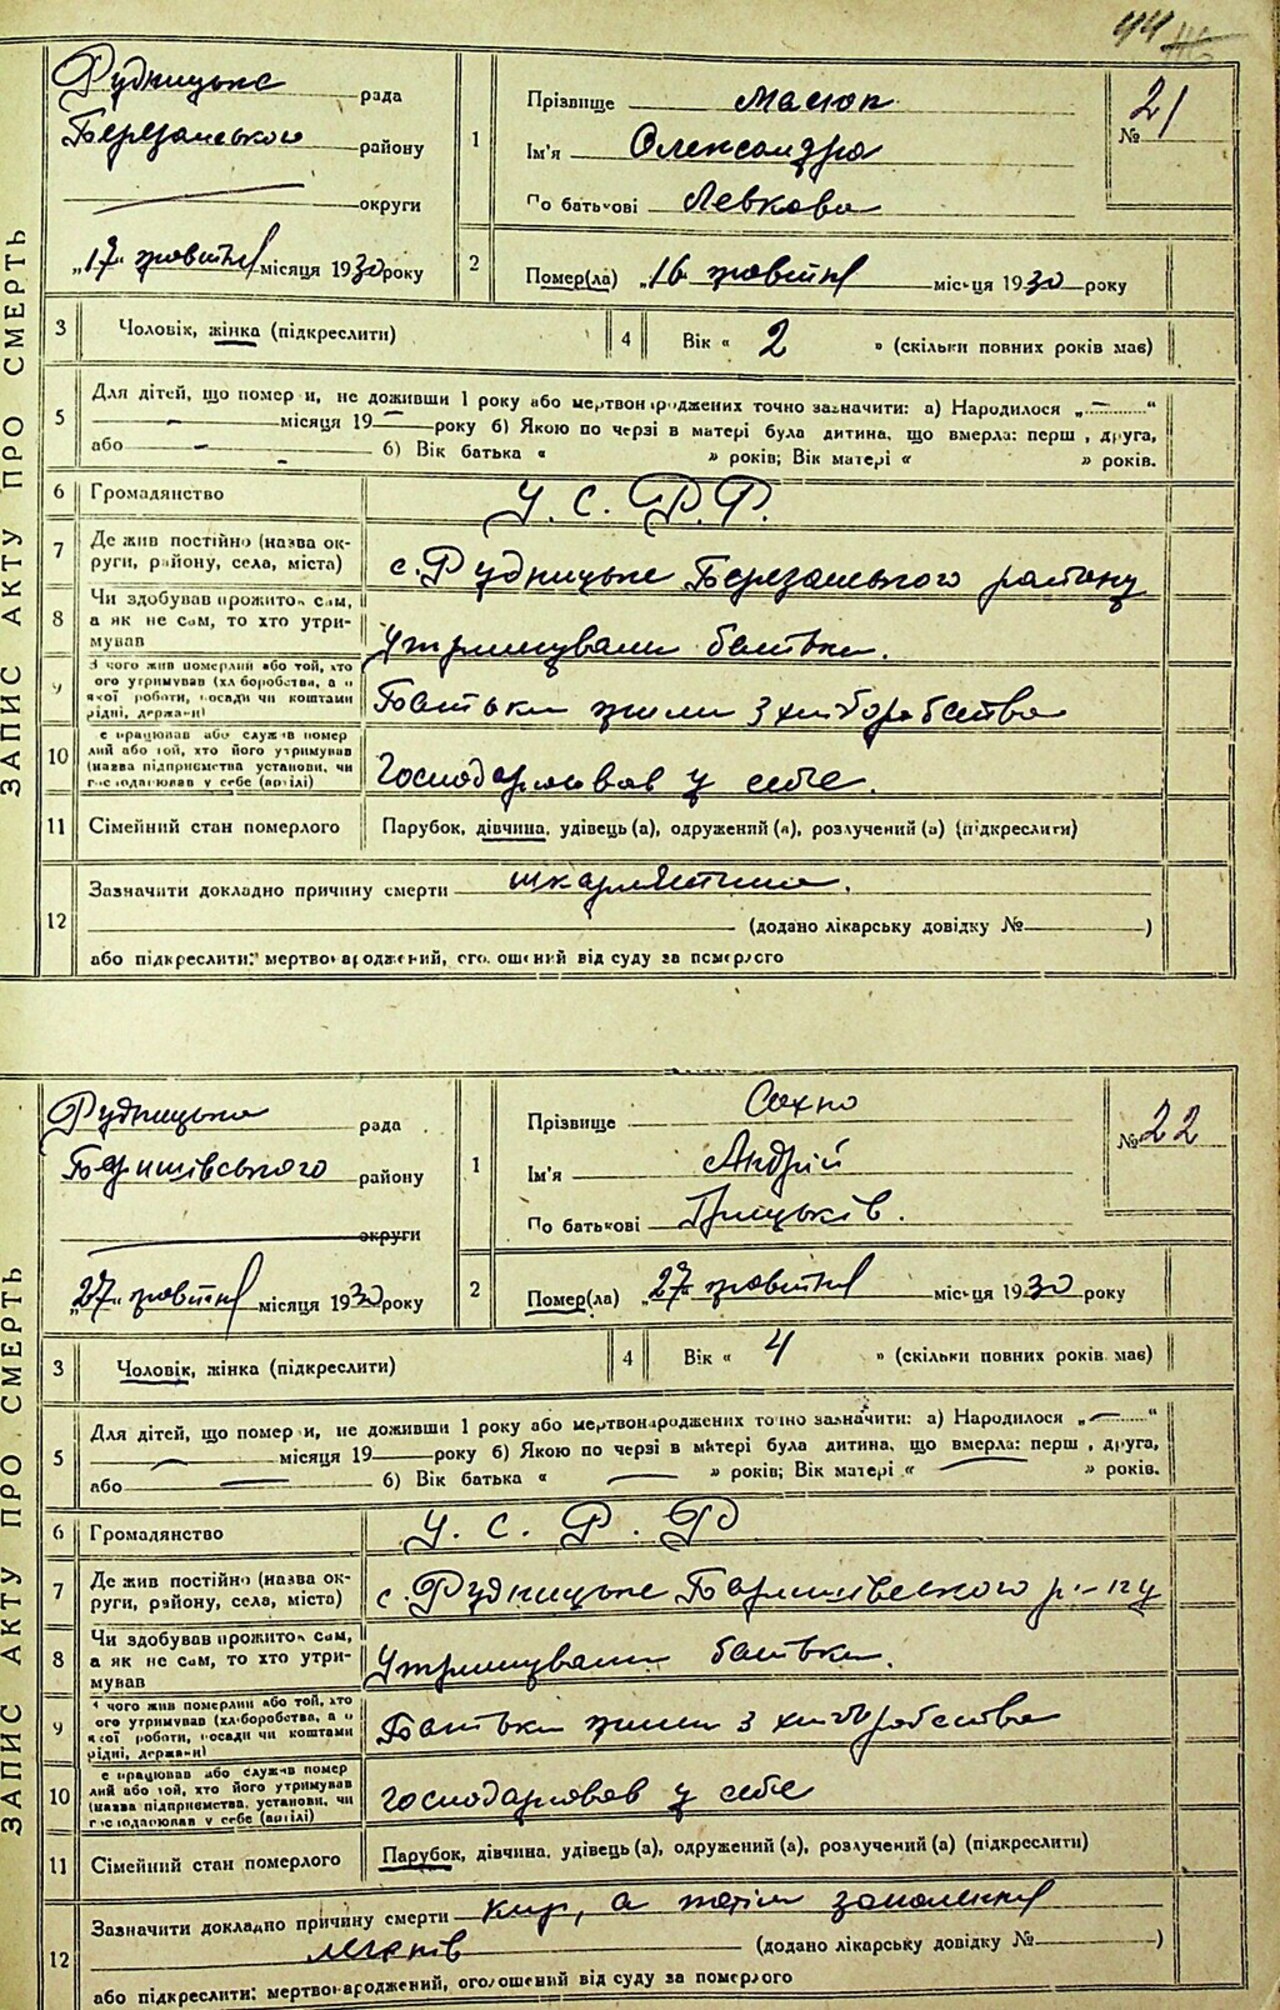 44
ЗАПИС АКТУ ПРО СМЕРТЬ
Рудницька рада
Березанського району
округи
„17" жовтня місяця 1930 року
1
Прізвище Масюк
Ім'я Олександра
По батькові Левкова
№ 21
2
Помер(ла) „16 жовтня місяця 1930 року
3 Чоловік, жінка (підкреслити)
4 Вік « 2 » (скільки повних років має)
5 Для дітей, що померли, не доживши 1 року або мертвонароджених точно зазначити: а) Народилося „—"
— місяця 19— року б) Якою по черзі в матері була дитина, що вмерла: перша, друга,
або — б) Вік батька « – » років; Вік матері « » років.
6 Громадянство У.С.Р.Р.
7 Де жив постійно (назва округи, району, села, міста) с. Рудницьке Березанського району
8 Чи здобував прожиток сам, а як не сам, то хто утримував Утримували батьки.
9 З чого жив померлий або той, хто його утримував (хліборобства, а о якої роботи, посади чи коштами рідні, держави) Батьки жили з хліборобства
10 Де працював або служив померлий або той, хто його утримував (назва підприємства установи, чи господарював у себе (артілі) Господарював у себе.
11 Сімейний стан померлого Парубок, дівчина, удівець (а), одружений (а), розлучений (а) (підкреслити)
12 Зазначити докладно причину смерти шкарлятина.
(додано лікарську довідку № )
або підкреслити: мертвонароджений, оголошений від суду за померлого
ЗАПИС АКТУ ПРО СМЕРТЬ
Рудницька рада
Баришівського району
округи
„27" жовтня місяця 1930 року
1
Прізвище Сахно
Ім'я Андрій
По батькові Грицьків.
№ 22
2
Помер(ла) „27" жовтня місяця 1930 року
3 Чоловік, жінка (підкреслити)
4 Вік « 4 » (скільки повних років має)
5 Для дітей, що померли, не доживши 1 року або мертвонароджених точно зазначити: а) Народилося „—"
— місяця 19— року б) Якою по черзі в матері була дитина, що вмерла: перша, друга,
або — б) Вік батька « — » років; Вік матері « — » років.
6 Громадянство У.С.Р.Р
7 Де жив постійно (назва округи, району, села, міста) с. Рудницьке Баришівського р-ну
8 Чи здобував прожиток сам, а як не сам, то хто утримував Утримували батьки.
9 З чого жив померлий або той, хто його утримував (хліборобства, а о якої роботи, посади чи коштами рідні, держави) Батьки жили з хліборобства
10 Де працював або служив померлий або той, хто його утримував (назва підприємства, установи, чи господарював у себе (артілі) Господарював у себе
11 Сімейний стан померлого Парубок, дівчина, удівець (а), одружений (а), розлучений (а) (підкреслити)
12 Зазначити докладно причину смерти Кир, а потім запалення
легенів (додано лікарську довідку № )
або підкреслити: мертвонароджений, оголошений від суду за померлого